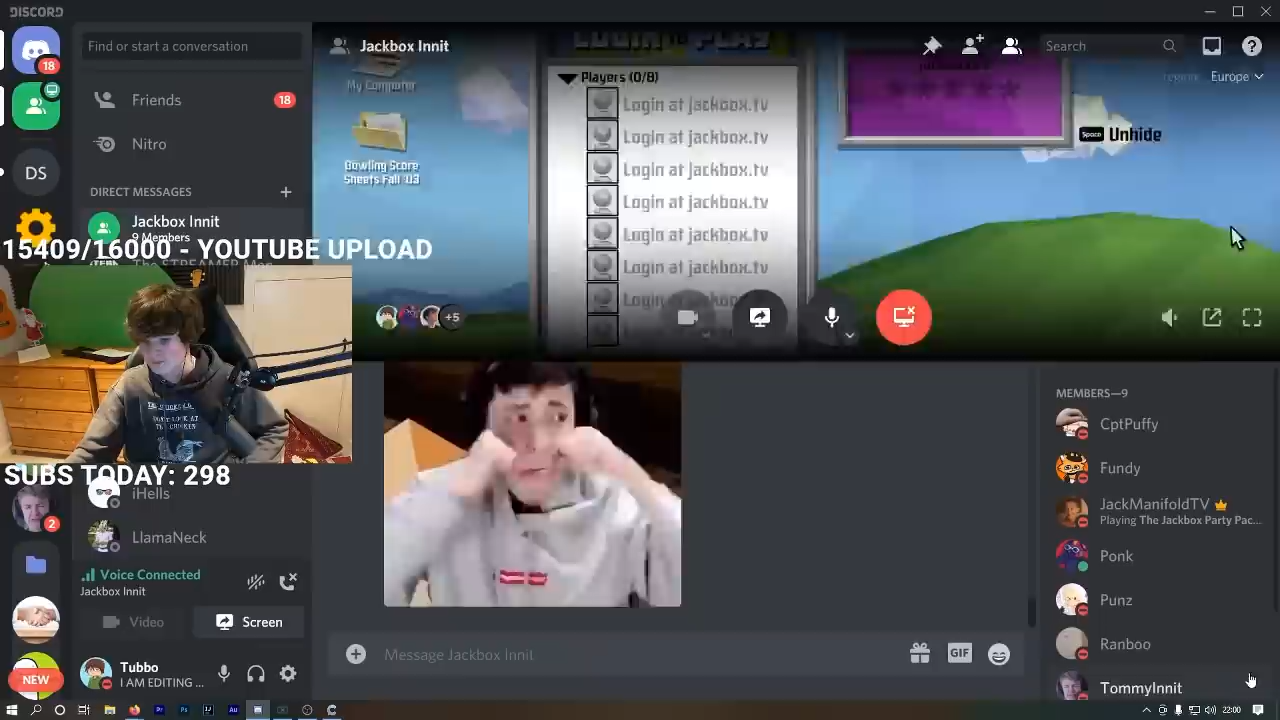 DISCORD
Find or start a conversation
Jackbox Innit
Search
18
Friends
18
Nitro
DS
DIRECT MESSAGES
Jackbox Innit
9 Members
15409/16000 - YOUTUBE UPLOAD
My Computer
Bowling Score
Sheets Fall '03
Players (0/8)
Login at jackbox.tv
Login at jackbox.tv
Login at jackbox.tv
Login at jackbox.tv
Login at jackbox.tv
Login at jackbox.tv
Europe
Space
Unhide
+5
SUBS TODAY: 298
iHells
2
LlamaNeck
Voice Connected
Jackbox Innit
Video
Screen
Tubbo
I AM EDITING ...
NEW
Message Jackbox Innit
GIF
MEMBERS—9
CptPuffy
Fundy
JackManifoldTV
Playing The Jackbox Party Pac...
Ponk
Punz
Ranboo
TommyInnit
22:00